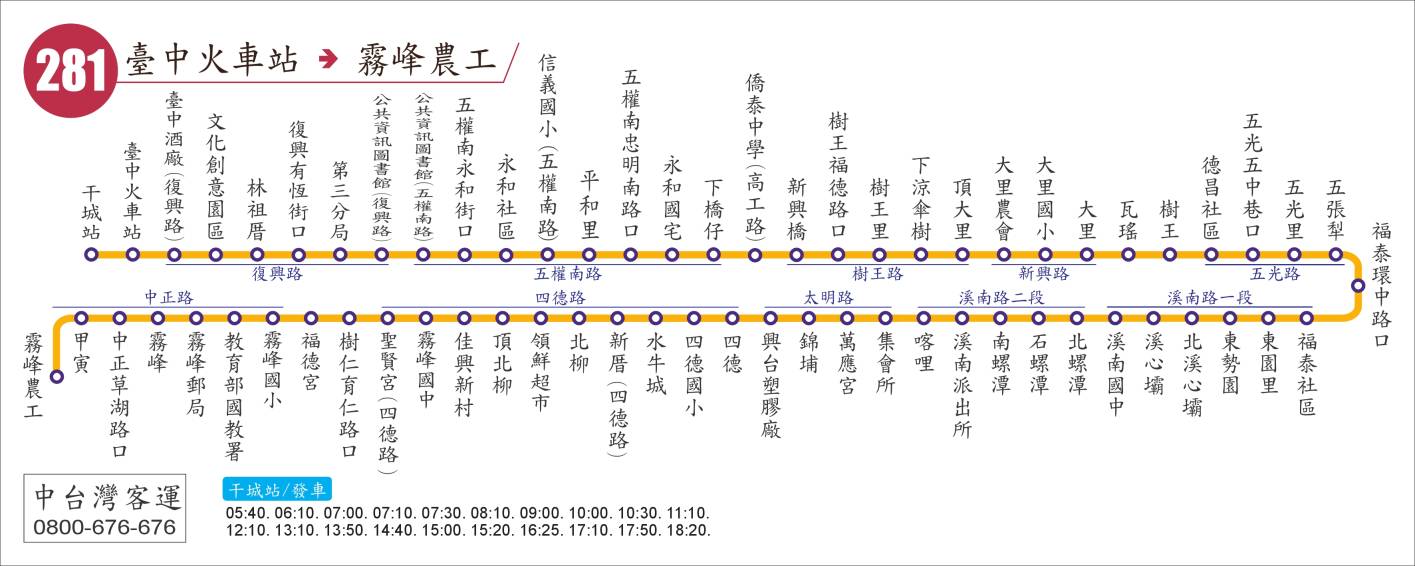 281
臺中火車站 → 霧峰農工
干城站
臺中火車站
臺中酒廠(復興路)
文化創意園區
林祖厝
復興有恆街口
第三分局
公共資訊圖書館(復興路)
公共資訊圖書館(五權南路)
五權南永和街口
永和社區
信義國小(五權南路)
平和里
五權南忠明南路口
永和國宅
下橋仔
僑泰中學(高工路)
新興橋
樹王福德路口
樹王里
下涼傘樹
頂大里
大里農會
大里國小
大里
瓦瑤
樹王
德昌社區
五光五中巷口
五光里
五張犁
福泰環中路口
復興路
五權南路
樹王路
新興路
五光路
中正路
四德路
太明路
溪南路二段
溪南路一段
霧峰農工
甲寅
中正草湖路口
霧峰
霧峰郵局
教育部國教署
霧峰國小
福德宮
樹仁育仁路口
聖賢宮(四德路)
霧峰國中
佳興新村
頂北柳
領鮮超市
北柳
新厝(四德路)
水牛城
四德國小
四德
興台塑膠廠
錦埔
萬應宮
集會所
喀哩
溪南派出所
南螺潭
石螺潭
北螺潭
溪南國中
溪心壩
北溪心壩
東勢園
東園里
福泰社區
中台灣客運
0800-676-676
干城站/發車
05:40. 06:10. 07:00. 07:10. 07:30. 08:10. 09:00. 10:00. 10:30. 11:10.
12:10. 13:10. 13:50. 14:40. 15:00. 15:20. 16:25. 17:10. 17:50. 18:20.